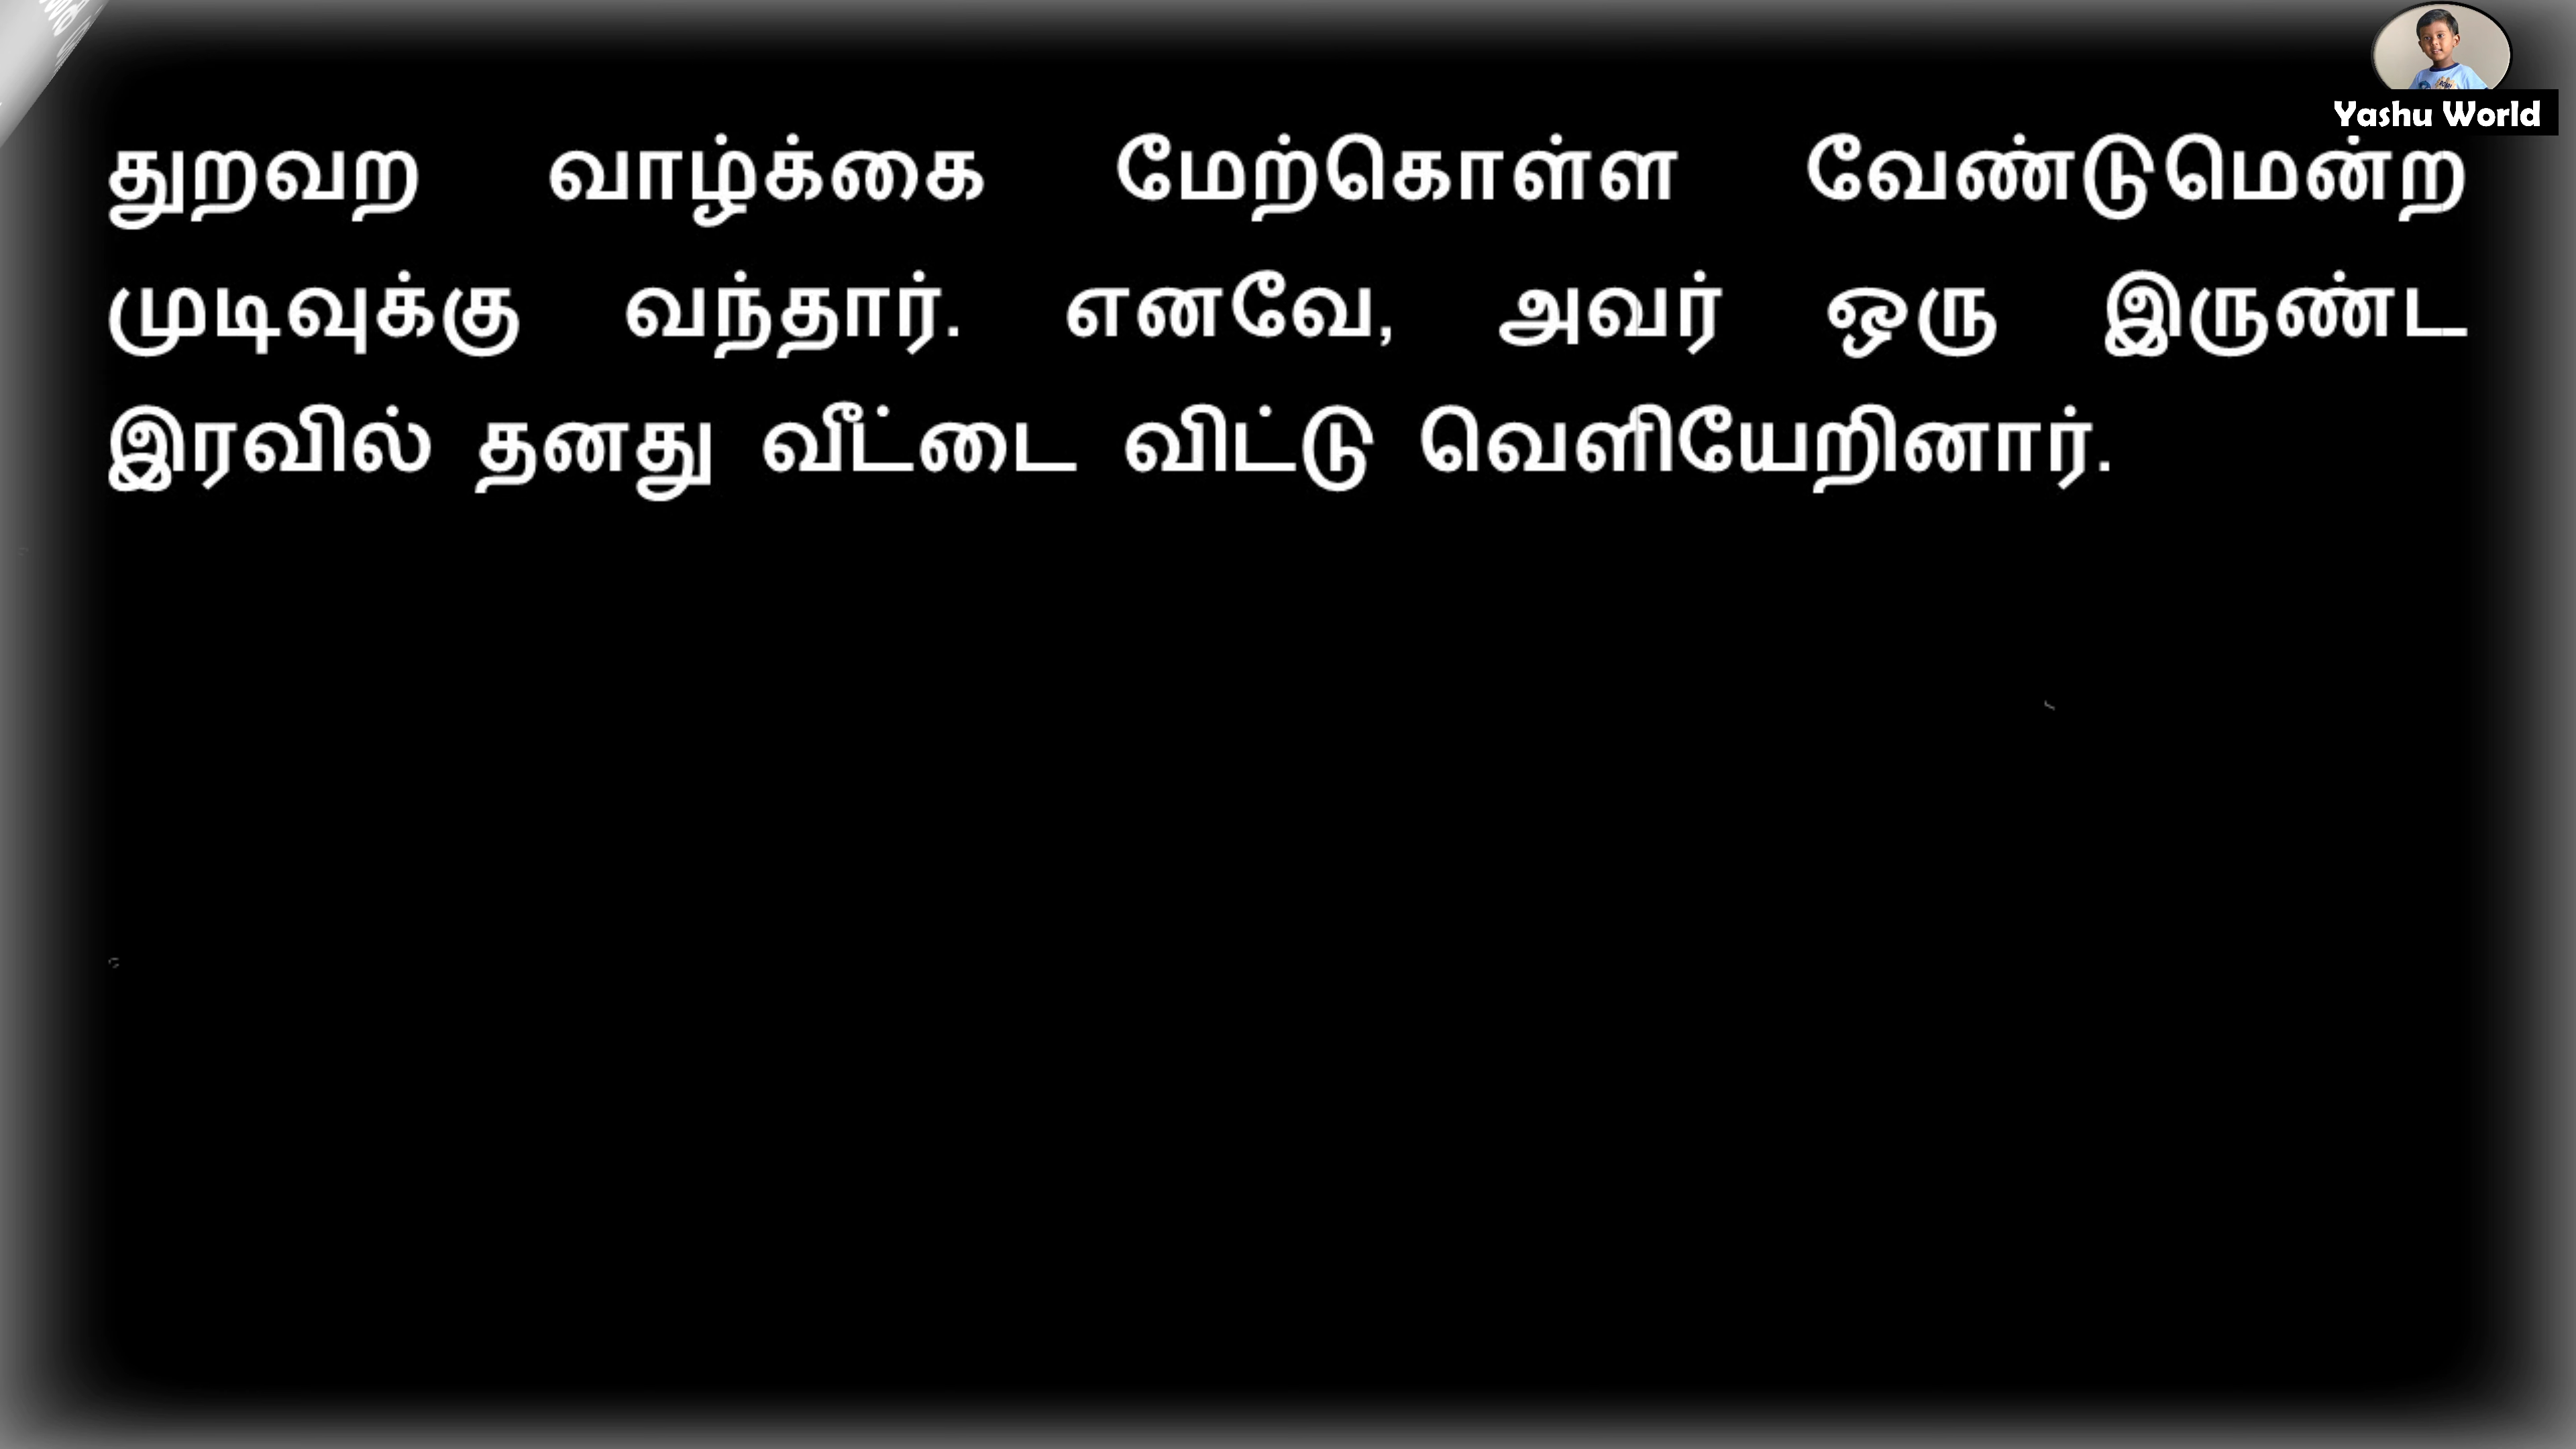 Yashu World
துறவற வாழ்க்கை மேற்கொள்ள வேண்டுமென்ற
முடிவுக்கு வந்தார். எனவே, அவர் ஒரு இருண்ட
இரவில் தனது வீட்டை விட்டு வெளியேறினார்.